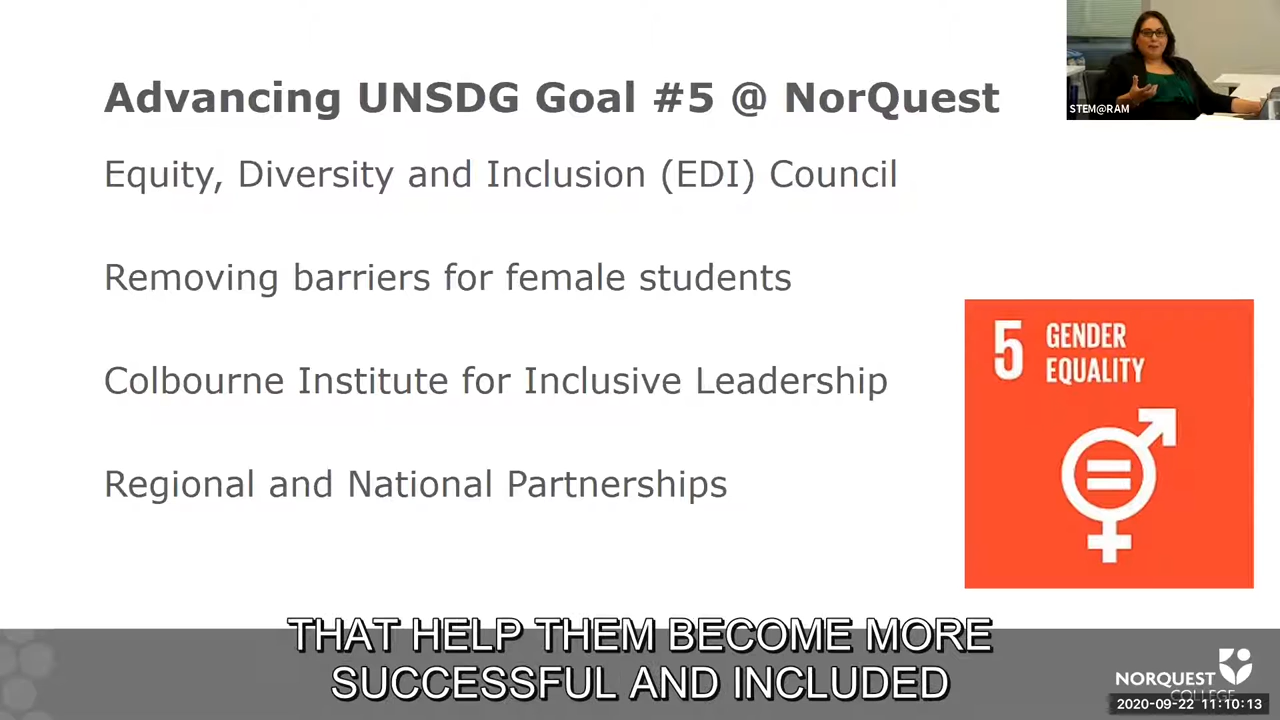 Advancing UNSDG Goal #5 @ NorQuest
STEM@RAM
Equity, Diversity and Inclusion (EDI) Council
Removing barriers for female students
Colbourne Institute for Inclusive Leadership
Regional and National Partnerships
5 GENDER
EQUALITY
THAT HELP THEM BECOME MORE
SUCCESSFUL AND INCLUDED
NORQUEST
COLLEGE
2020-09-22 11:10:13